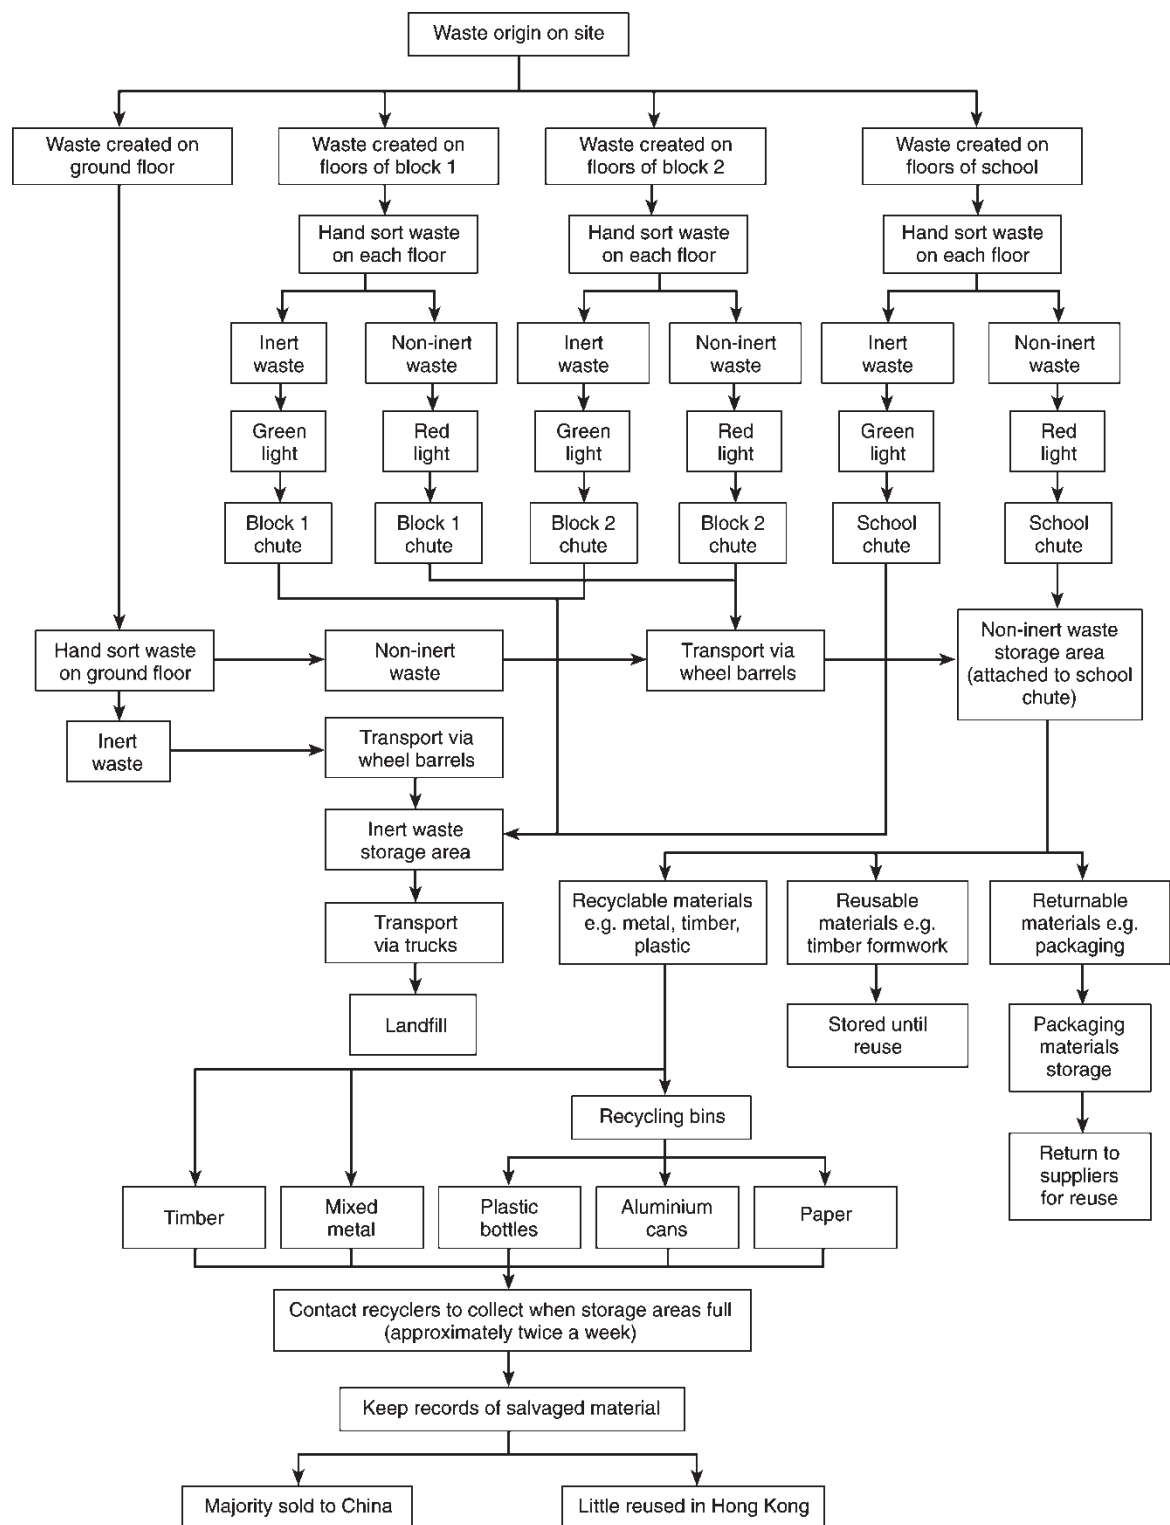 Waste origin on site
Waste created on
ground floor
Waste created on
floors of block 1
Waste created on
floors of block 2
Waste created on
floors of school
Hand sort waste
on each floor
Hand sort waste
on each floor
Hand sort waste
on each floor
Inert
waste
Non-inert
waste
Inert
waste
Non-inert
waste
Inert
waste
Non-inert
waste
Green
light
Red
light
Green
light
Red
light
Green
light
Red
light
Block 1
chute
Block 1
chute
Block 2
chute
Block 2
chute
School
chute
School
chute
Hand sort waste
on ground floor
Non-inert
waste
Transport via
wheel barrels
Non-inert waste
storage area
(attached to school
chute)
Inert
waste
Transport via
wheel barrels
Inert waste
storage area
Transport
via trucks
Landfill
Recyclable materials
e.g. metal, timber,
plastic
Reusable
materials e.g.
timber formwork
Returnable
materials e.g.
packaging
Stored until
reuse
Packaging
materials
storage
Return to
suppliers
for reuse
Recycling bins
Timber
Mixed
metal
Plastic
bottles
Aluminium
cans
Paper
Contact recyclers to collect when storage areas full
(approximately twice a week)
Keep records of salvaged material
Majority sold to China
Little reused in Hong Kong